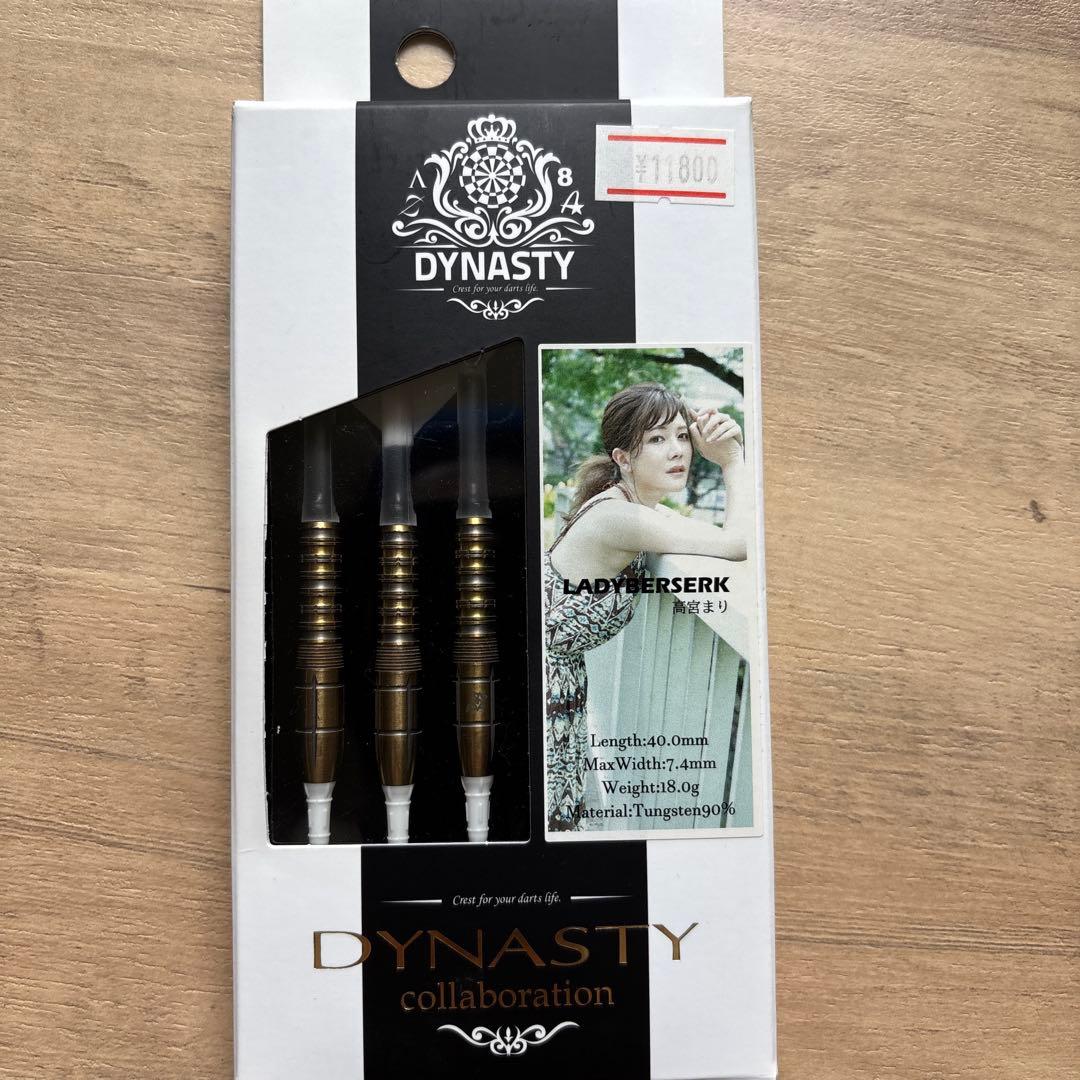 8
A
DYNASTY
Crest for your darts life.
¥11800
LADYBERSERK
高宮まり
Length:40.0mm
MaxWidth:7.4mm
Weight:18.0g
Material:Tungsten90%
Crest for your darts life.
DYNASTY
collaboration